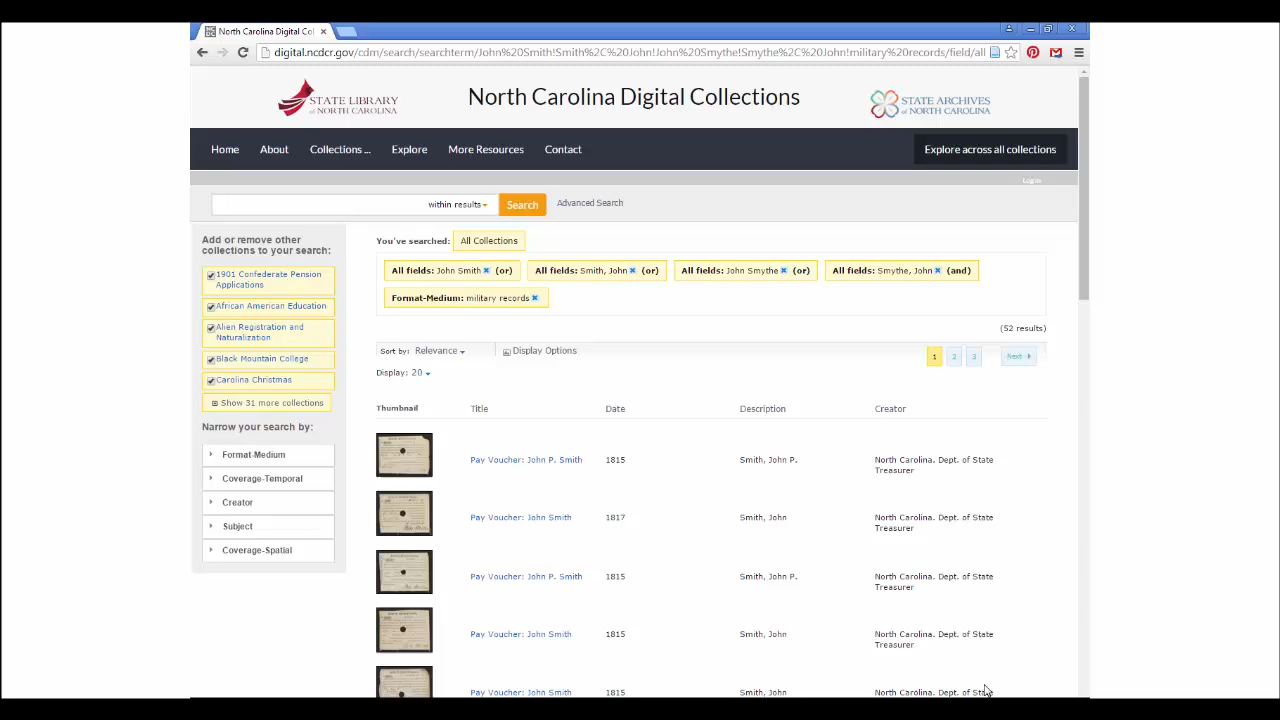 North Carolina Digital Col
digital.ncdcr.gov/cdm/search/searchterm/John%20Smith!Smith%2C%20John!John%20Smythe!Smythe%2C%20John!military%20records/field/all
STATE LIBRARY
of NORTH CAROLINA
North Carolina Digital Collections
STATE ARCHIVES
of NORTH CAROLINA
Home About Collections ... Explore More Resources Contact Explore across all collections
Log in
within results Search Advanced Search
Add or remove other
collections to your search:
1901 Confederate Pension
Applications
African American Education
Alien Registration and
Naturalization
Black Mountain College
Carolina Christmas
Show 31 more collections
Narrow your search by:
Format-Medium
Coverage-Temporal
Creator
Subject
Coverage-Spatial
You've searched: All Collections
All fields: John Smith (or) All fields: Smith, John (or) All fields: John Smythe (or) All fields: Smythe, John (and)
Format-Medium: military records
(52 results)
Sort by: Relevance Display Options
1 2 3 Next
Display: 20
Thumbnail Title Date Description Creator
Pay Voucher: John P. Smith 1815 Smith, John P. North Carolina. Dept. of State
Treasurer
Pay Voucher: John Smith 1817 Smith, John North Carolina. Dept. of State
Treasurer
Pay Voucher: John P. Smith 1815 Smith, John P. North Carolina. Dept. of State
Treasurer
Pay Voucher: John Smith 1815 Smith, John North Carolina. Dept. of State
Treasurer
Pay Voucher: John Smith 1815 Smith, John North Carolina. Dept. of State